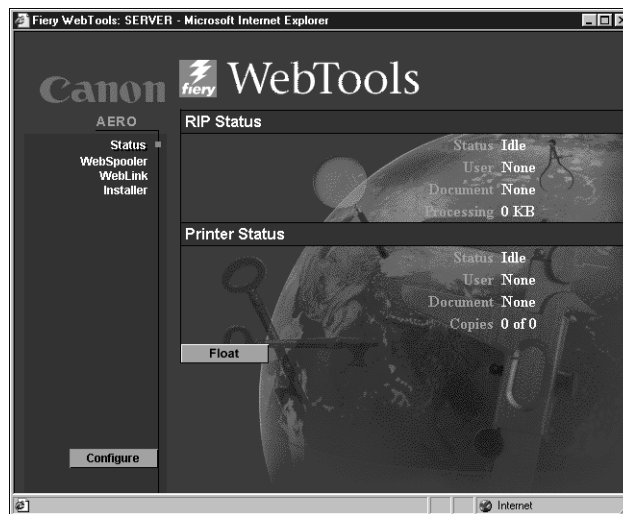 Fiery WebTools: SERVER - Microsoft Internet Explorer
Canon
fiery WebTools
AERO
Status
WebSpooler
WebLink
Installer
RIP Status
Status Idle
User None
Document None
Processing 0 KB
Printer Status
Status Idle
User None
Document None
Copies 0 of 0
Float
Configure
Internet